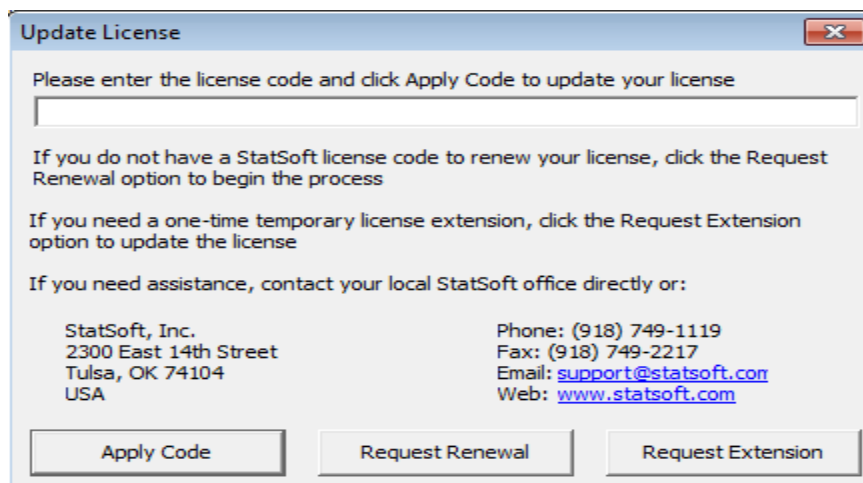 Update License
Please enter the license code and click Apply Code to update your license
If you do not have a StatSoft license code to renew your license, click the Request
Renewal option to begin the process
If you need a one-time temporary license extension, click the Request Extension
option to update the license
If you need assistance, contact your local StatSoft office directly or:
StatSoft, Inc.
2300 East 14th Street
Tulsa, OK 74104
USA
Phone: (918) 749-1119
Fax: (918) 749-2217
Email: support@statsoft.com
Web: www.statsoft.com
Apply Code
Request Renewal
Request Extension